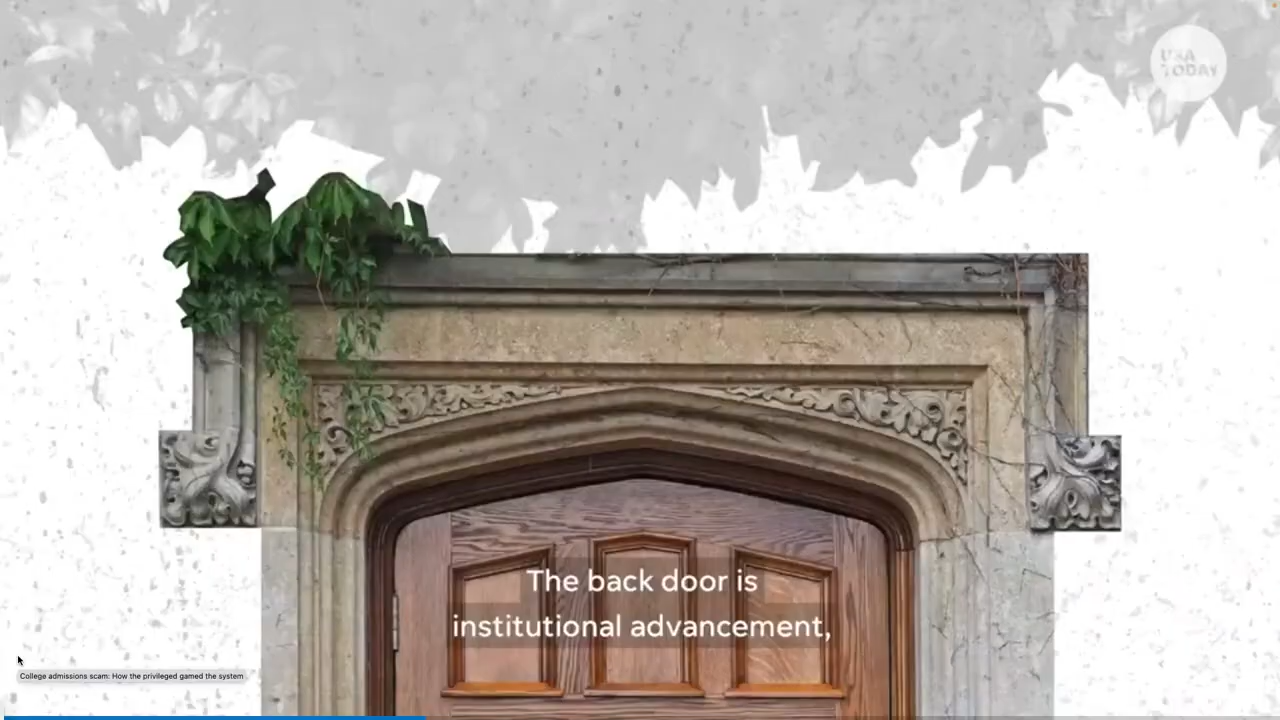 USA
TODAY
The back door is
institutional advancement,
College admissions scam: How the privileged gamed the system